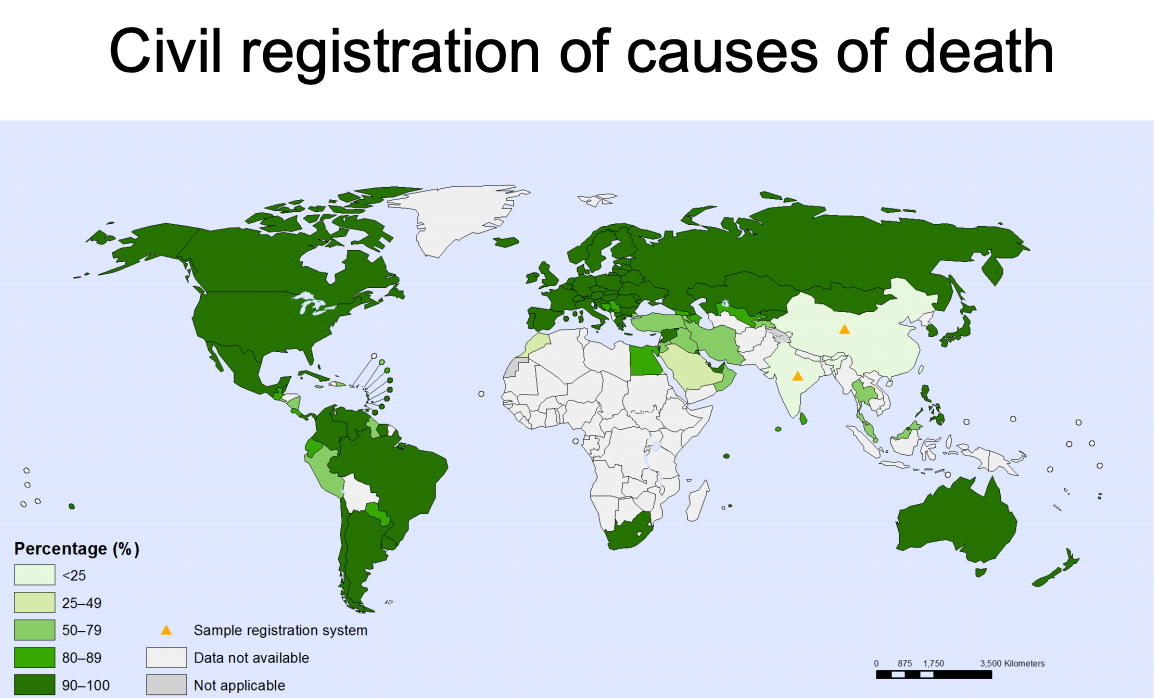 Civil registration of causes of death
Percentage (%)
<25
25–49
50–79
80–89
90–100
Sample registration system
Data not available
Not applicable
0 875 1,750 3,500 Kilometers